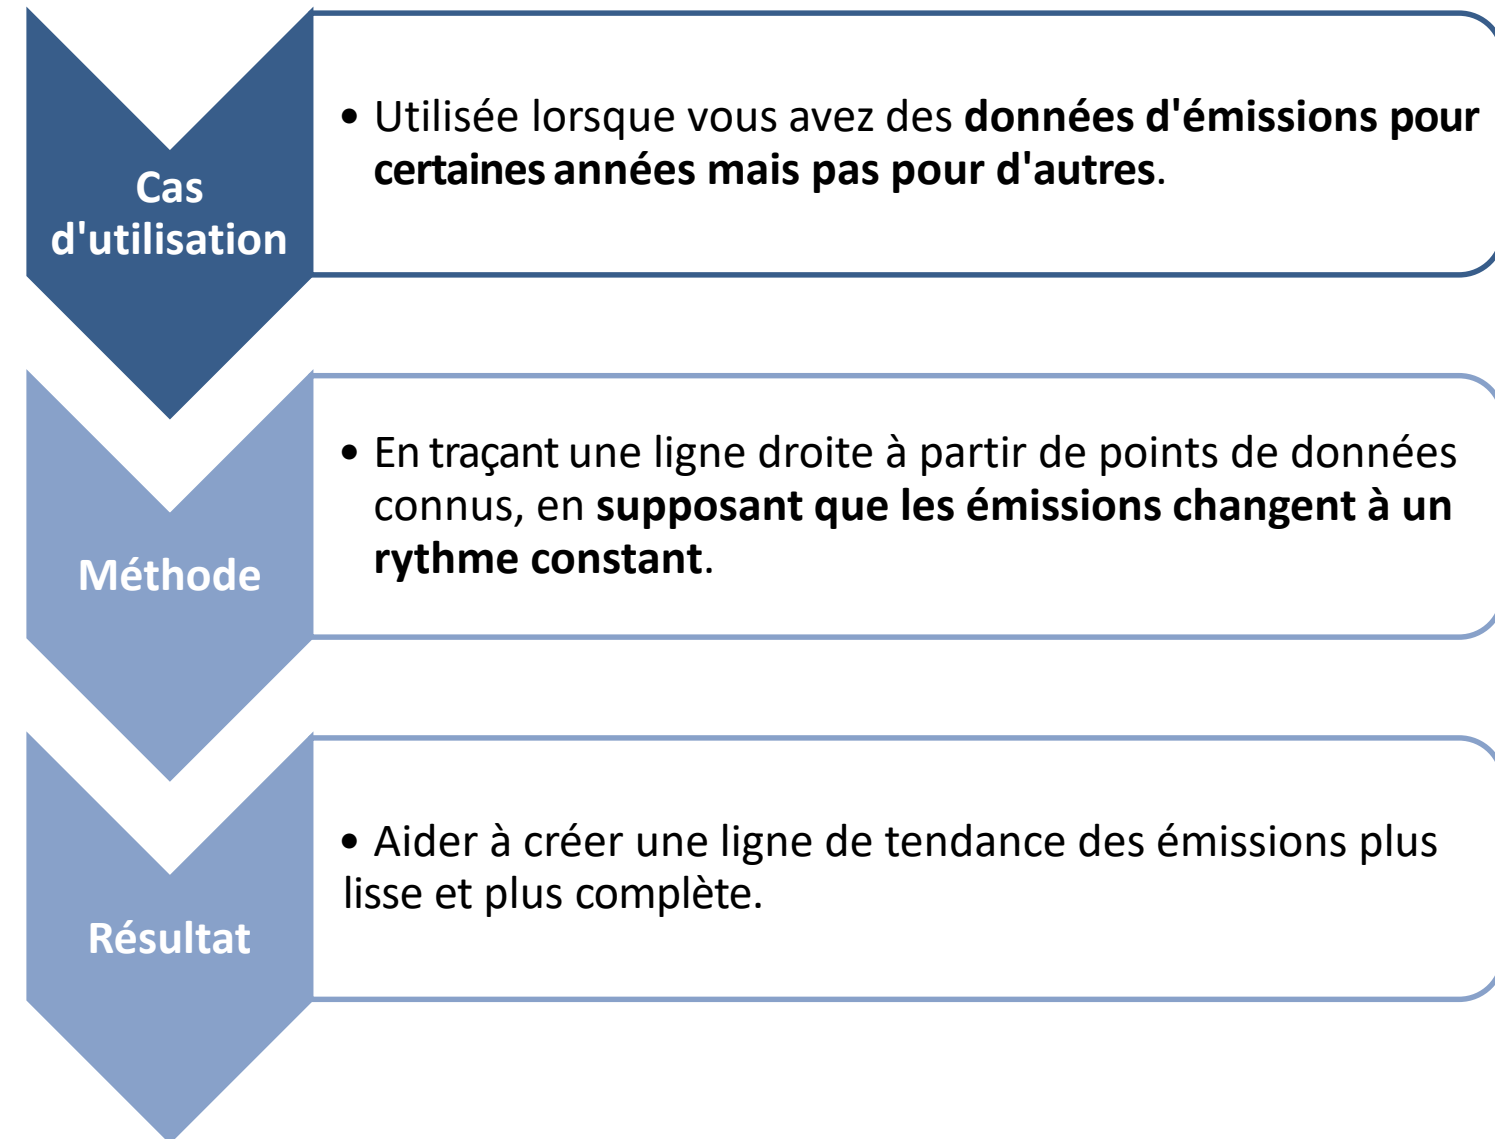 Cas
d'utilisation
• Utilisée lorsque vous avez des données d'émissions pour
certaines années mais pas pour d'autres.
Méthode
• En traçant une ligne droite à partir de points de données
connus, en supposant que les émissions changent à un
rythme constant.
Résultat
• Aider à créer une ligne de tendance des émissions plus
lisse et plus complète.